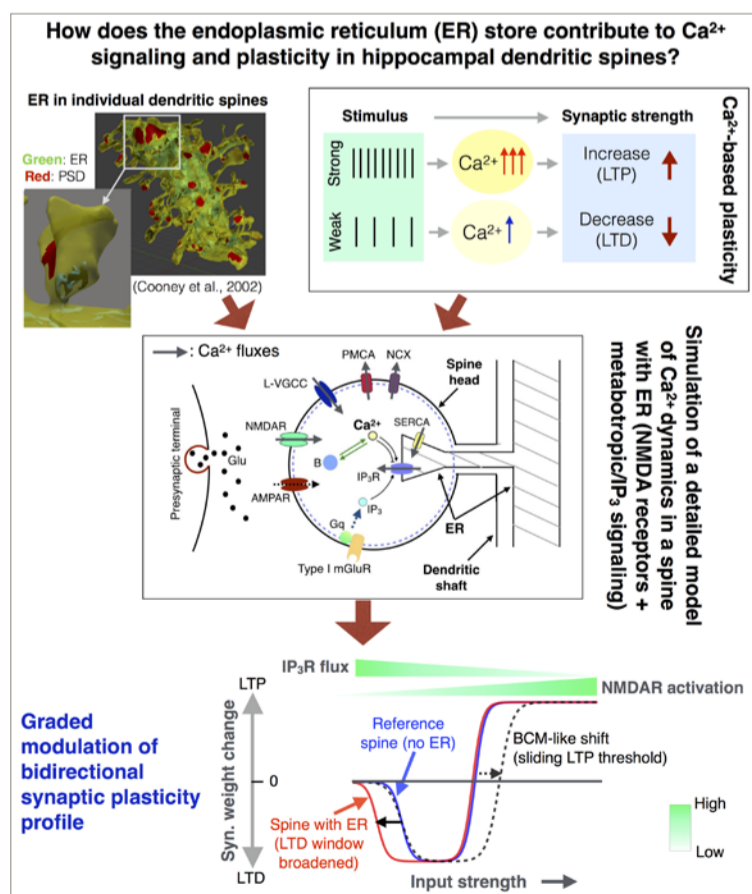 How does the endoplasmic reticulum (ER) store contribute to Ca²⁺
signaling and plasticity in hippocampal dendritic spines?
ER in individual dendritic spines
Green: ER
Red: PSD
(Cooney et al., 2002)
Stimulus
Synaptic strength
Strong
Ca²⁺
Increase
(LTP)
Weak
Ca²⁺
Decrease
(LTD)
Ca²⁺-based plasticity
: Ca²⁺ fluxes
PMCA
NCX
L-VGCC
Spine
head
NMDAR
Ca²⁺
SERCA
Presynaptic terminal
Glu
B
IP₃R
AMPAR
IP₃
ER
Gq
Type I mGluR
Dendritic
shaft
Simulation of a detailed model
of Ca²⁺ dynamics in a spine
with ER (NMDA receptors +
metabotropic/IP₃ signaling)
IP₃R flux
NMDAR activation
Graded
modulation of
bidirectional
synaptic plasticity
profile
LTP
Syn. weight change
0
LTD
Reference
spine (no ER)
BCM-like shift
(sliding LTP threshold)
Spine with ER
(LTD window
broadened)
High
Low
Input strength